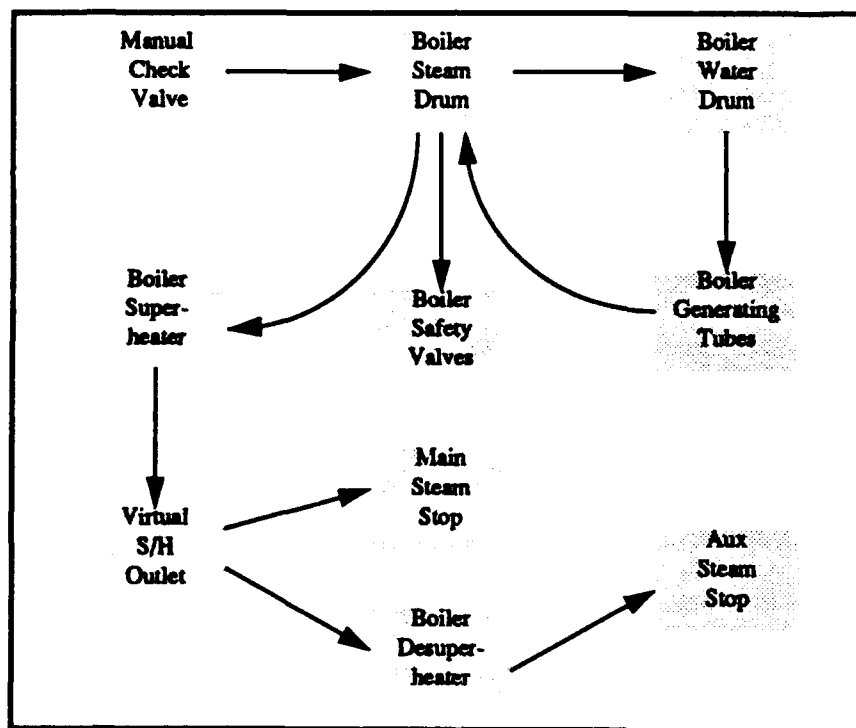 Manual
Check
Valve
Boiler
Steam
Drum
Boiler
Water
Drum
Boiler
Super-
heater
Boiler
Safety
Valves
Boiler
Generating
Tubes
Virtual
S/H
Outlet
Main
Steam
Stop
Aux
Steam
Stop
Boiler
Desuper-
heater